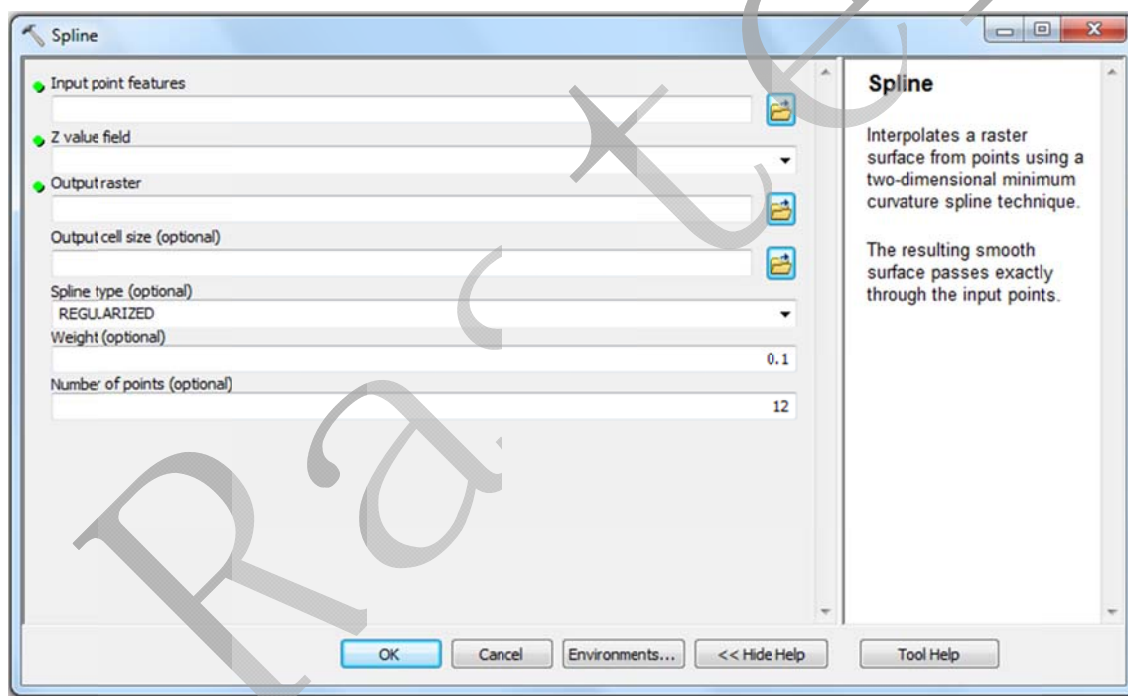 Spline
Input point features
Z value field
Output raster
Output cell size (optional)
Spline type (optional)
REGULARIZED
Weight (optional)
0.1
Number of points (optional)
12
OK
Cancel
Environments...
<< Hide Help
Spline
Interpolates a raster
surface from points using a
two-dimensional minimum
curvature spline technique.
The resulting smooth
surface passes exactly
through the input points.
Tool Help